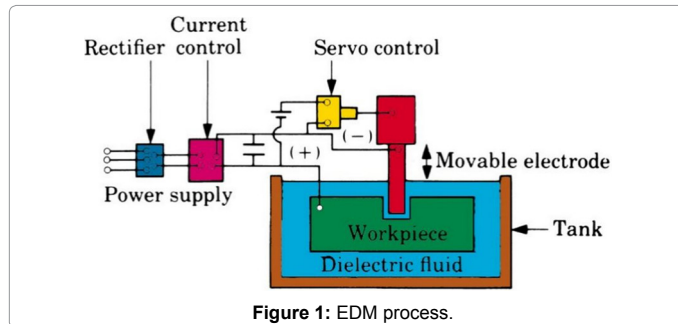 Current
control
Rectifier
Servo control
(−)
(+)
Movable electrode
Power supply
Workpiece
Tank
Dielectric fluid
Figure 1: EDM process.